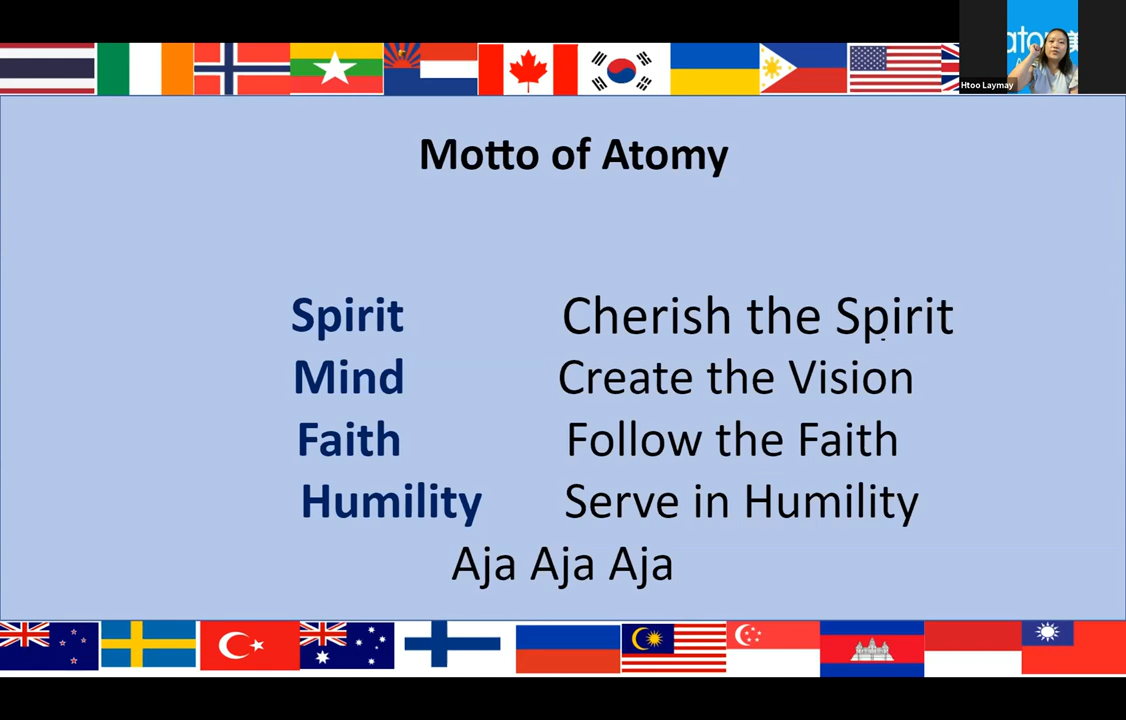 Motto of Atomy
Spirit Cherish the Spirit
Mind Create the Vision
Faith Follow the Faith
Humility Serve in Humility
Aja Aja Aja
Htoo Laymay